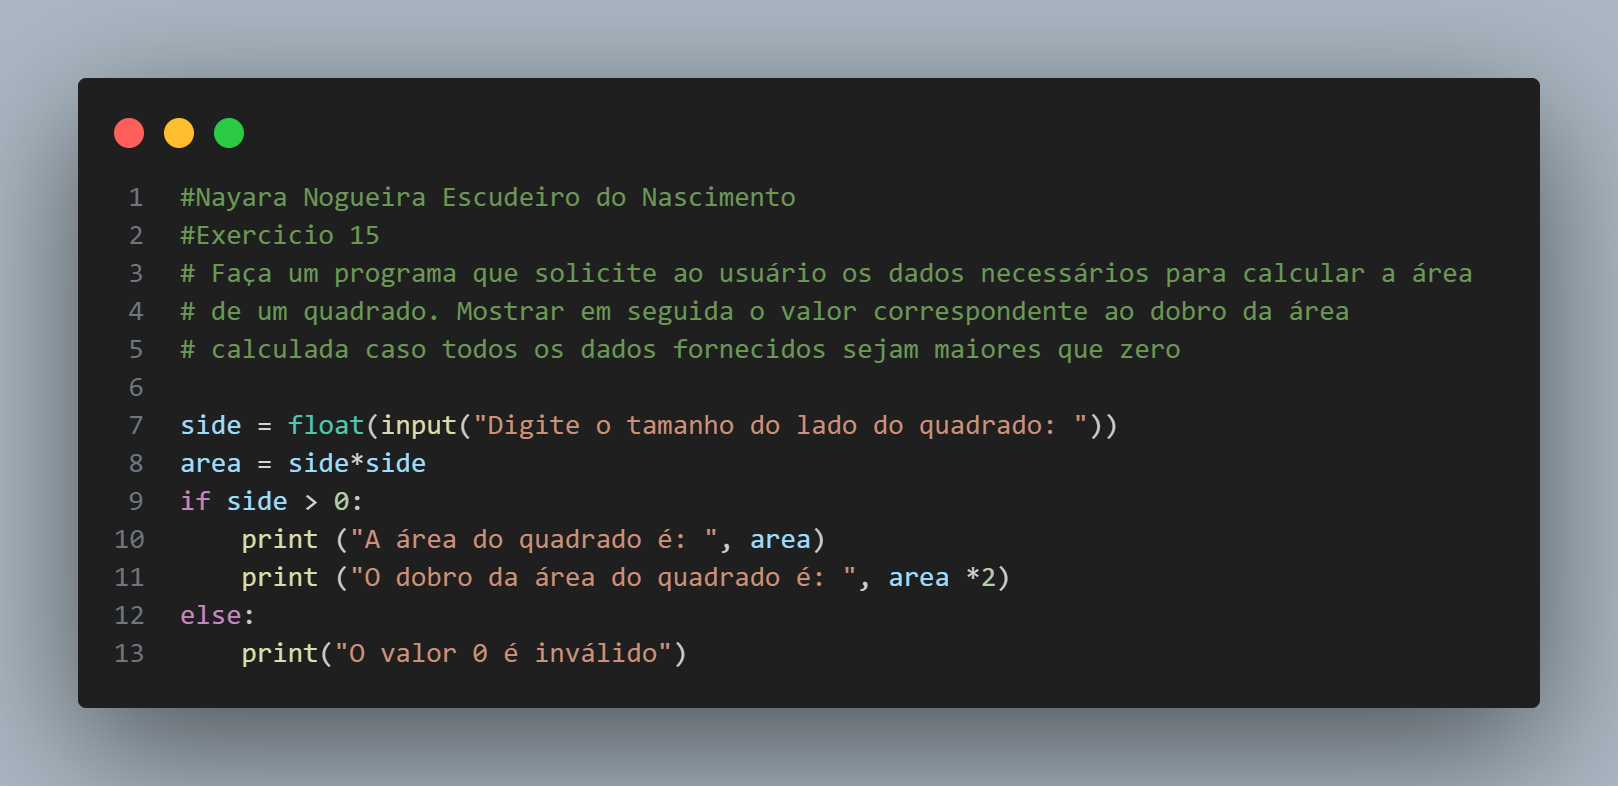 1 #Nayara Nogueira Escudeiro do Nascimento
2 #Exercicio 15
3 # Faça um programa que solicite ao usuário os dados necessários para calcular a área
4 # de um quadrado. Mostrar em seguida o valor correspondente ao dobro da área
5 # calculada caso todos os dados fornecidos sejam maiores que zero
6
7 side = float(input("Digite o tamanho do lado do quadrado: "))
8 area = side*side
9 if side > 0:
10     print ("A área do quadrado é: ", area)
11     print ("O dobro da área do quadrado é: ", area *2)
12 else:
13     print("O valor 0 é inválido")